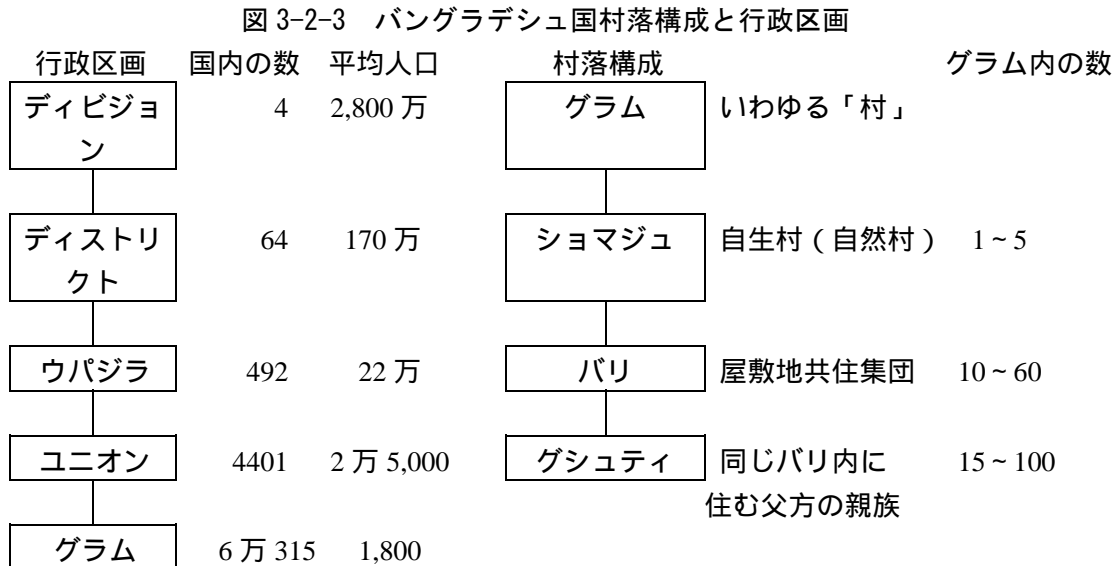 図 3-2-3 バングラデシュ国村落構成と行政区画
行政区画 国内の数 平均人口 村落構成 グラム内の数
ディビジョ 4 2,800 万 グラム いわゆる「村」
ン
ディストリ 64 170 万 ショマジュ 自生村(自然村) 1~5
クト
ウパジラ 492 22 万 バリ 屋敷地共住集団 10~60
ユニオン 4401 2 万 5,000 グシュティ 同じバリ内に 15~100
住む父方の親族
グラム 6 万 315 1,800